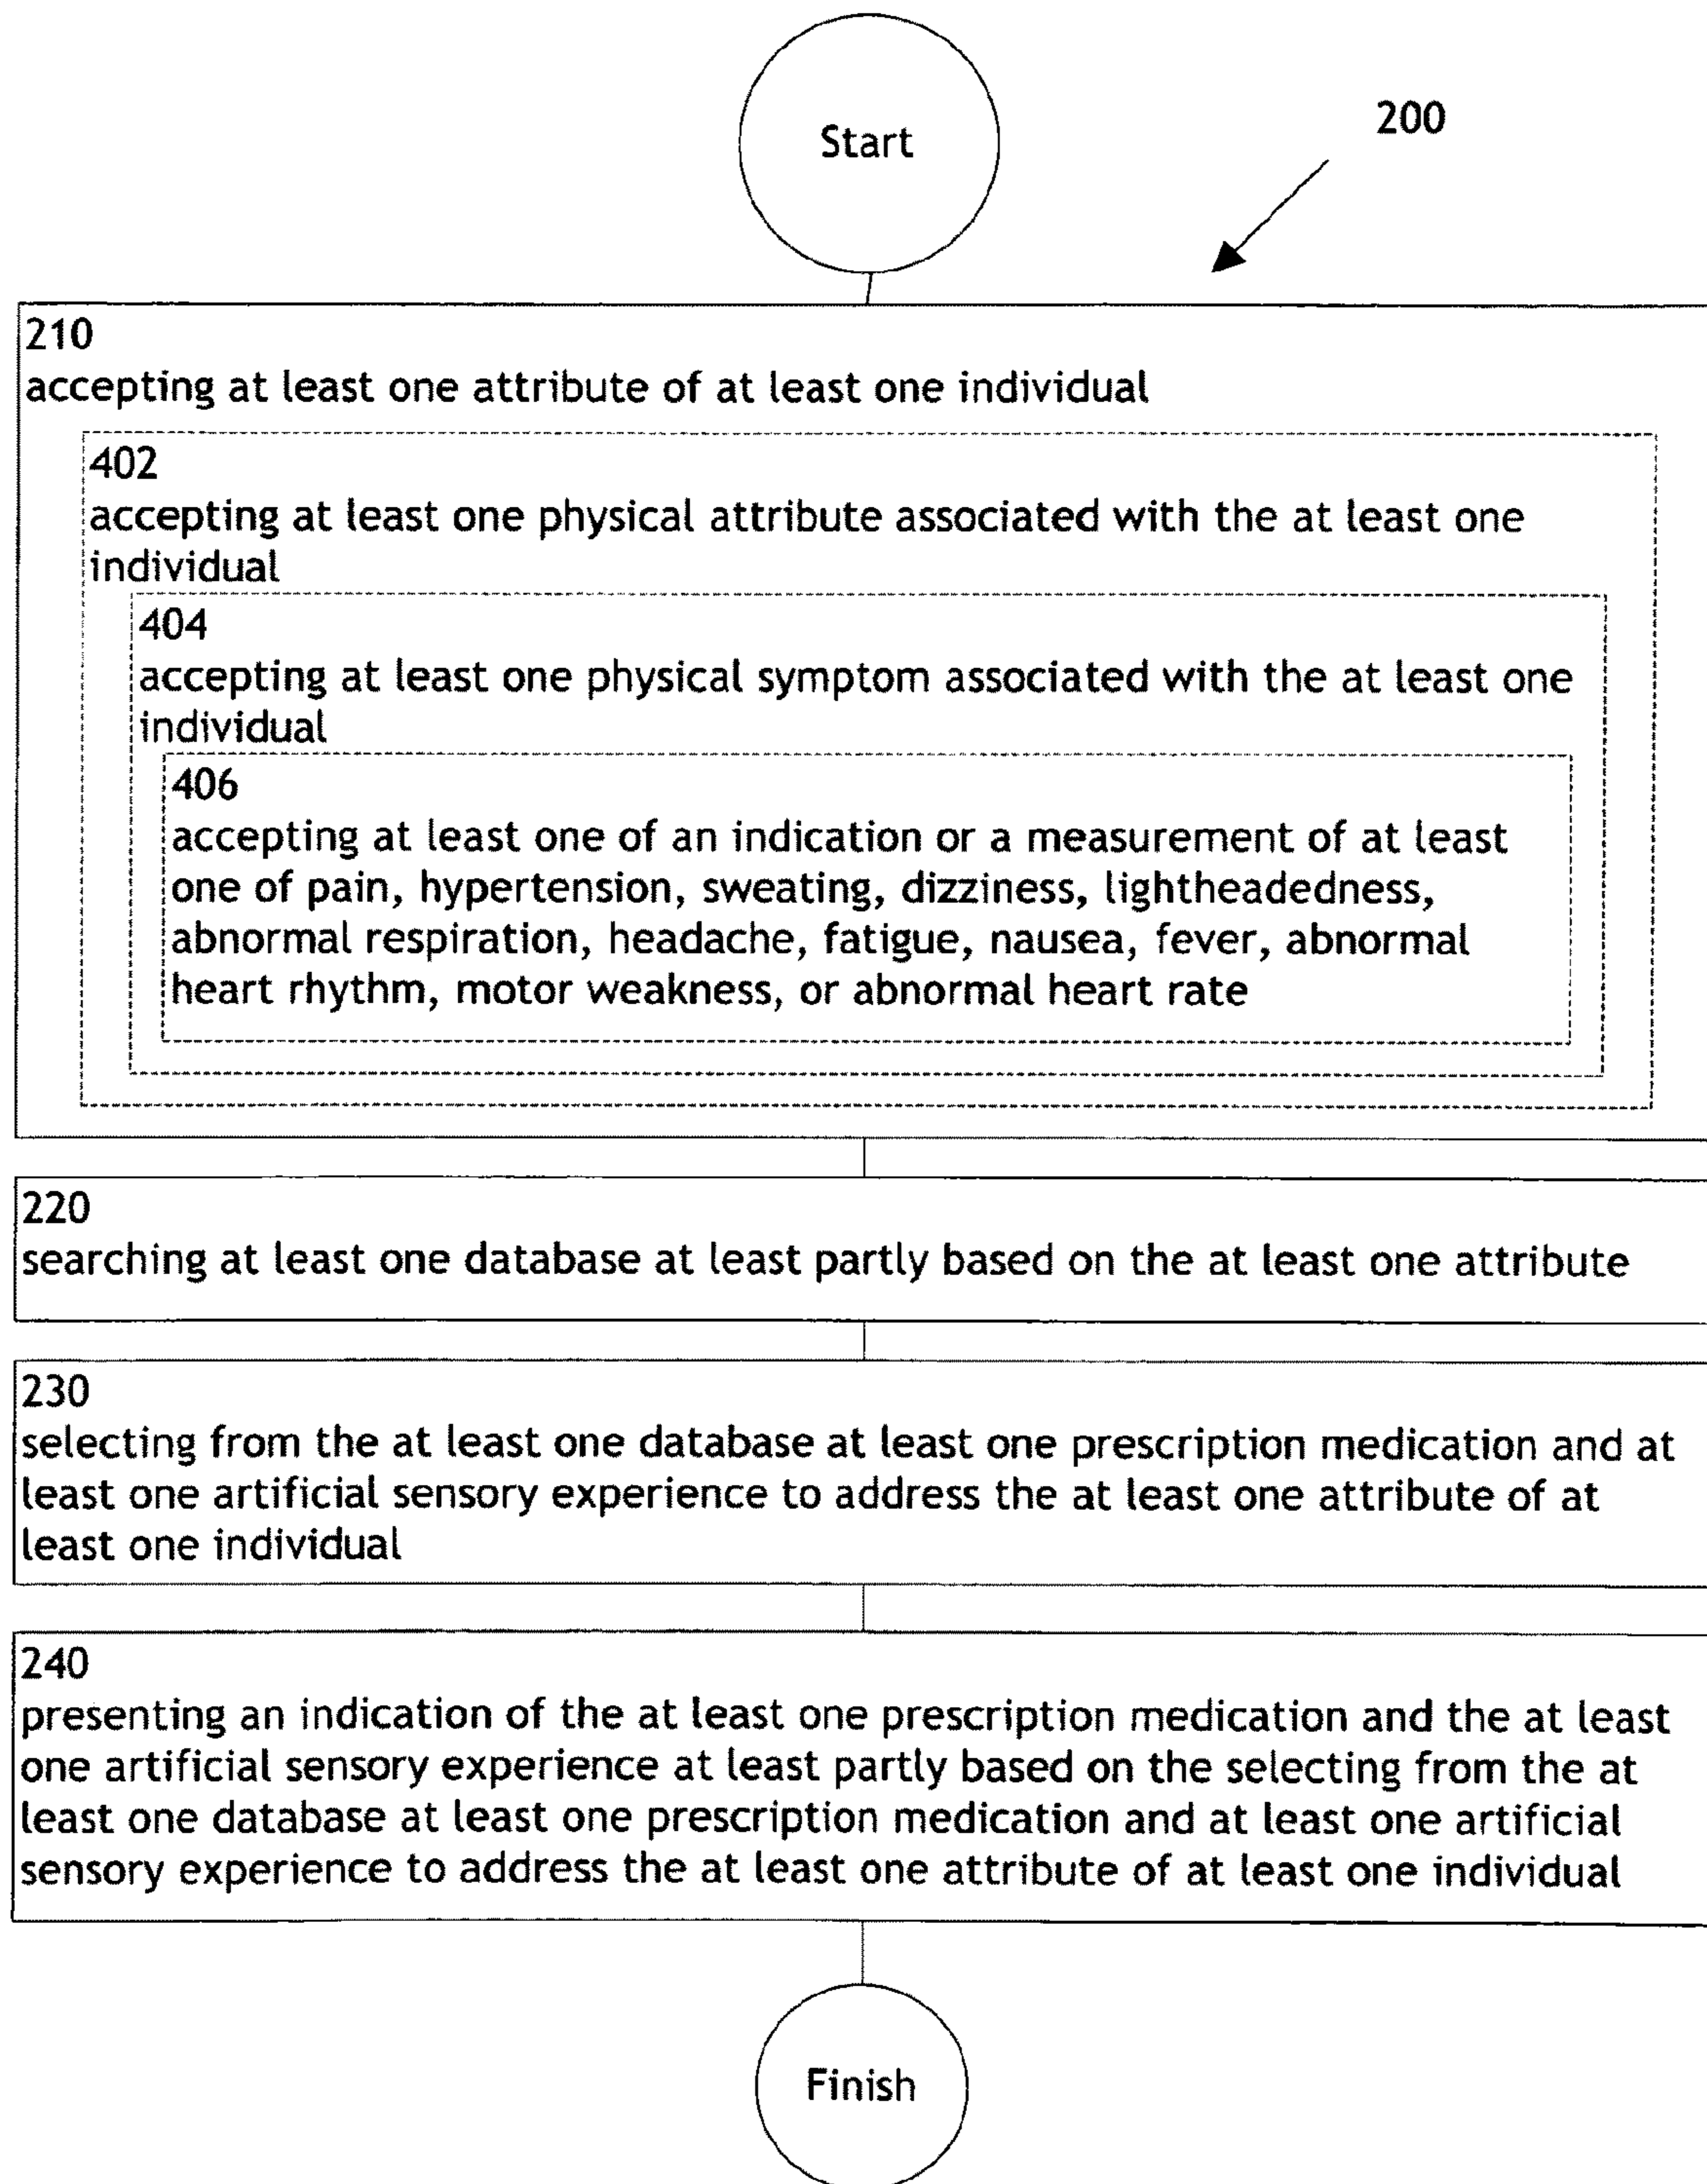 Start
200
210
accepting at least one attribute of at least one individual
402
accepting at least one physical attribute associated with the at least one
individual
404
accepting at least one physical symptom associated with the at least one
individual
406
accepting at least one of an indication or a measurement of at least
one of pain, hypertension, sweating, dizziness, lightheadedness,
abnormal respiration, headache, fatigue, nausea, fever, abnormal
heart rhythm, motor weakness, or abnormal heart rate
220
searching at least one database at least partly based on the at least one attribute
230
selecting from the at least one database at least one prescription medication and at
least one artificial sensory experience to address the at least one attribute of at
least one individual
240
presenting an indication of the at least one prescription medication and the at least
one artificial sensory experience at least partly based on the selecting from the at
least one database at least one prescription medication and at least one artificial
sensory experience to address the at least one attribute of at least one individual
Finish